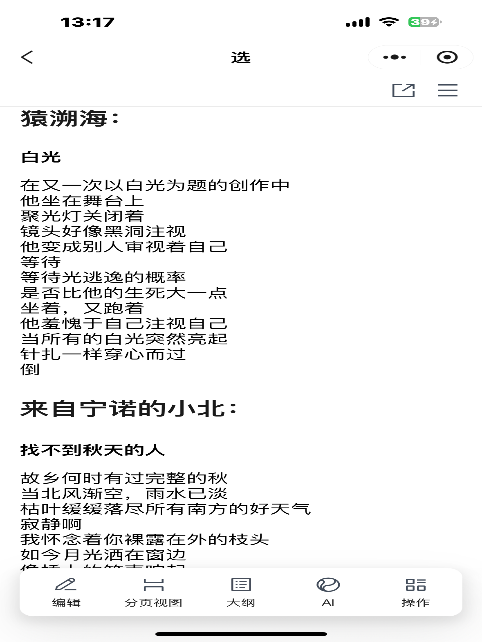 13:17
39
选
猿溯海：
白光
在又一次以白光为题的创作中
他坐在舞台上
聚光灯关闭着
镜头好像黑洞注视
他变成别人审视着自己
等待
等待光逃逸的概率
是否比他的生死大一点
坐着，又跑着
他羞愧于自己注视自己
当所有的白光突然亮起
针扎一样穿心而过
倒
来自宁诺的小北：
找不到秋天的人
故乡何时有过完整的秋
当北风渐空，雨水已淡
枯叶缓缓落尽所有南方的好天气
寂静啊
我怀念着你裸露在外的枝头
如今月光洒在窗边
编辑
分页视图
大纲
AI
操作